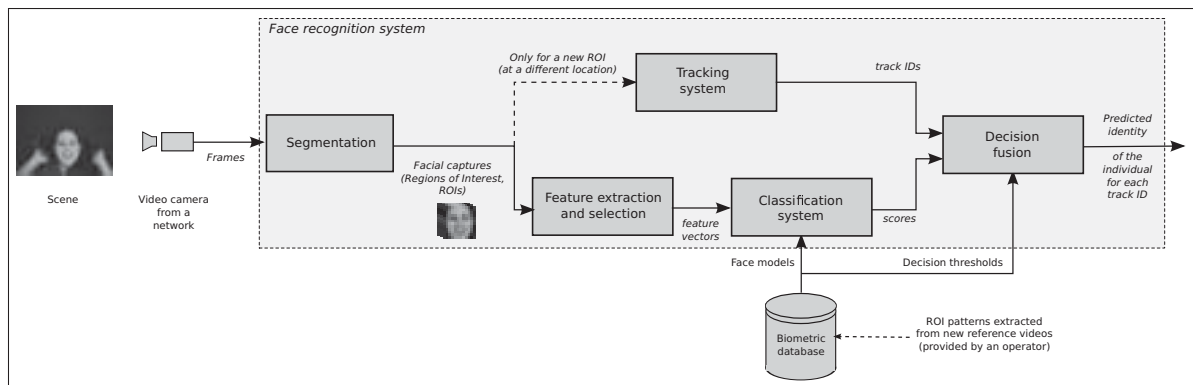 Face recognition system
Only for a new ROI
(at a different location)
Tracking
system
track IDs
Segmentation
Frames
Facial captures
(Regions of Interest,
ROIs)
Feature extraction
and selection
feature
vectors
Classification
system
scores
Decision
fusion
Predicted
identity
of the
individual
for each
track ID
Scene
Video camera
from a
network
Face models
Decision thresholds
Biometric
database
ROI patterns extracted
from new reference videos
(provided by an operator)